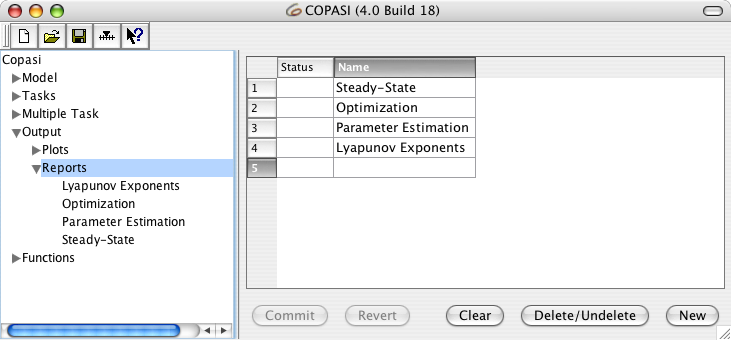 COPASI (4.0 Build 18)
Copasi
Model
Tasks
Multiple Task
Output
Plots
Reports
Lyapunov Exponents
Optimization
Parameter Estimation
Steady-State
Functions
Status Name
1 Steady-State
2 Optimization
3 Parameter Estimation
4 Lyapunov Exponents
5
Commit Revert Clear Delete/Undelete New